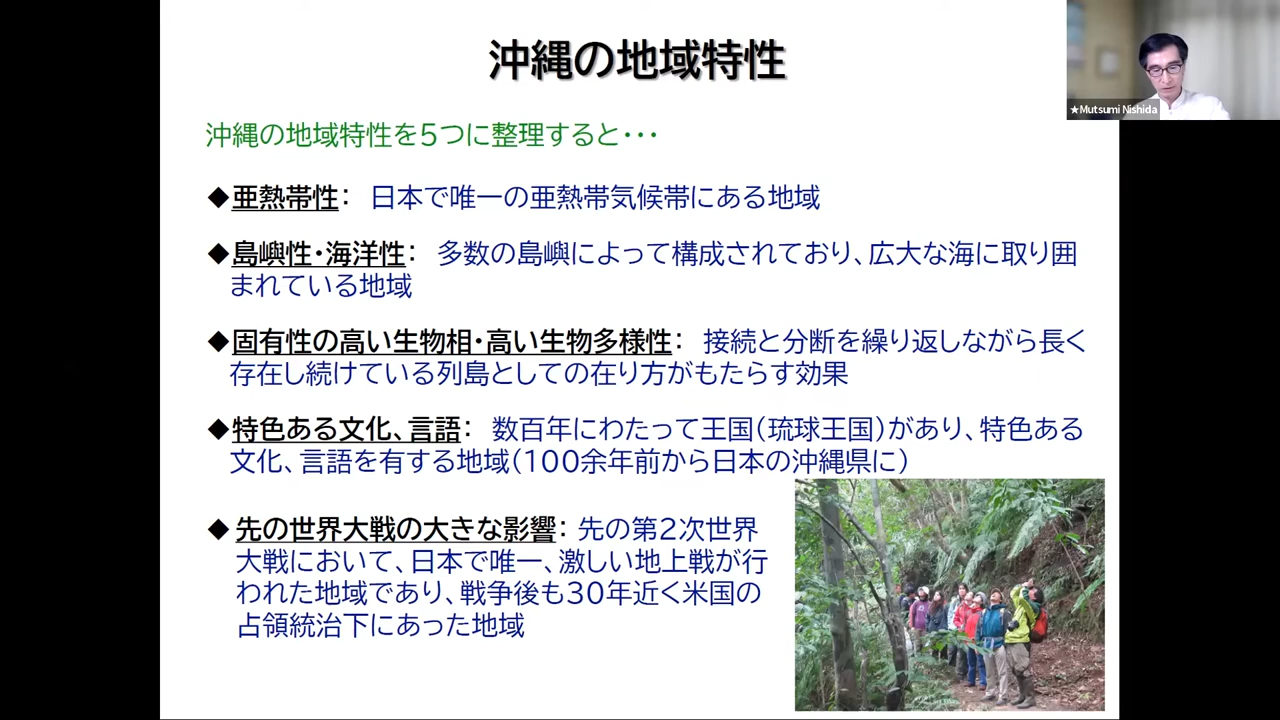 沖縄の地域特性
★Mutsumi Nishida
沖縄の地域特性を5つに整理すると・・・
◆亜熱帯性： 日本で唯一の亜熱帯気候帯にある地域
◆島嶼性・海洋性： 多数の島嶼によって構成されており、広大な海に取り囲
まれている地域
◆固有性の高い生物相・高い生物多様性： 接続と分断を繰り返しながら長く
存在し続けている列島としての在り方がもたらす効果
◆特色ある文化、言語： 数百年にわたって王国（琉球王国）があり、特色ある
文化、言語を有する地域（100余年前から日本の沖縄県に）
◆ 先の世界大戦の大きな影響： 先の第2次世界
大戦において、日本で唯一、激しい地上戦が行
われた地域であり、戦争後も30年近く米国の
占領統治下にあった地域